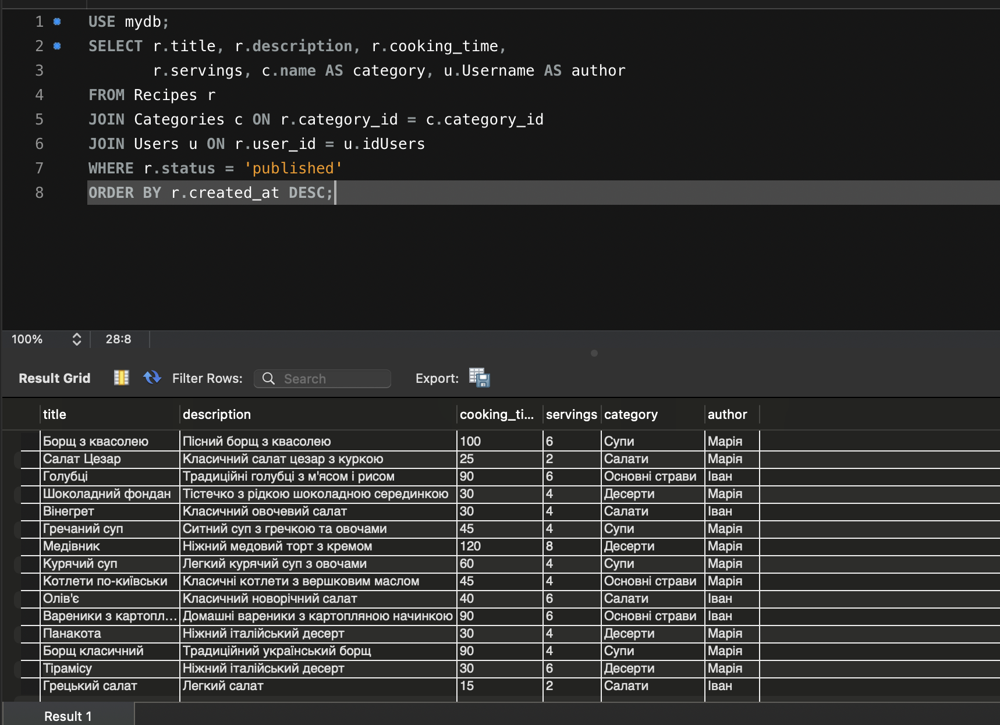 1 USE mydb;
2 SELECT r.title, r.description, r.cooking_time,
3 r.servings, c.name AS category, u.Username AS author
4 FROM Recipes r
5 JOIN Categories c ON r.category_id = c.category_id
6 JOIN Users u ON r.user_id = u.idUsers
7 WHERE r.status = 'published'
8 ORDER BY r.created_at DESC;
100% 28:8
Result Grid Filter Rows: Search Export:
title description cooking_ti... servings category author
Борщ з квасолею Пісний борщ з квасолею 100 6 Супи Марія
Салат Цезар Класичний салат цезар з куркою 25 2 Салати Марія
Голубці Традиційні голубці з м'ясом і рисом 90 6 Основні страви Іван
Шоколадний фондан Тістечко з рідкою шоколадною серединкою 30 4 Десерти Марія
Вінегрет Класичний овочевий салат 30 4 Салати Іван
Гречаний суп Ситний суп з гречкою та овочами 45 4 Супи Марія
Медівник Ніжний медовий торт з кремом 120 8 Десерти Марія
Курячий суп Легкий курячий суп з овочами 60 4 Супи Марія
Котлети по-київськи Класичні котлети з вершковим маслом 45 4 Основні страви Марія
Олів'є Класичний новорічний салат 40 6 Салати Іван
Вареники з картопл... Домашні вареники з картопляною начинкою 90 6 Основні страви Іван
Панакота Ніжний італійський десерт 30 4 Десерти Марія
Борщ класичний Традиційний український борщ 90 4 Супи Марія
Тірамісу Ніжний італійський десерт 30 6 Десерти Марія
Грецький салат Легкий салат 15 2 Салати Іван
Result 1